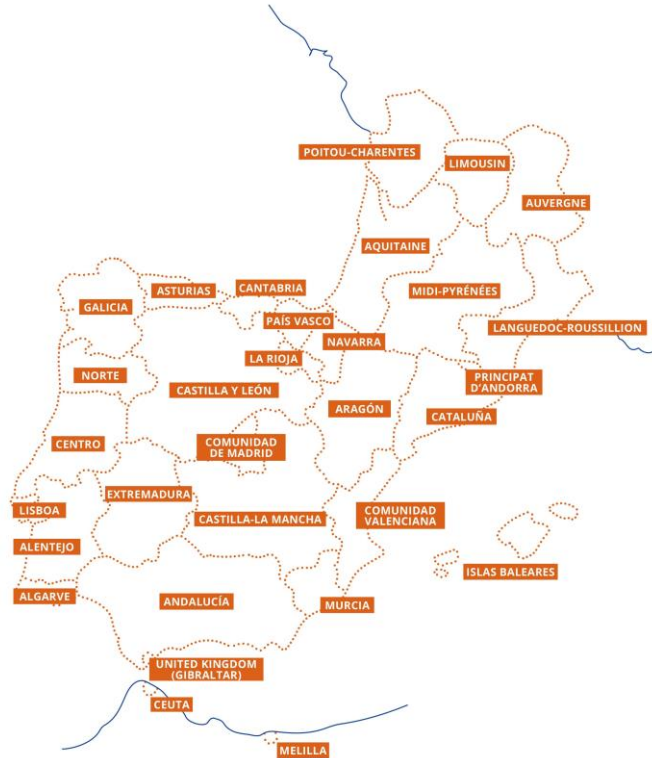 POITOU-CHARENTES
LIMOUSIN
AUVERGNE
AQUITAINE
ASTURIAS
CANTABRIA
MIDI-PYRÉNÉES
GALICIA
PAÍS VASCO
LANGUEDOC-ROUSSILLION
NAVARRA
LA RIOJA
NORTE
PRINCIPAT
D'ANDORRA
CASTILLA Y LEÓN
ARAGÓN
CATALUÑA
CENTRO
COMUNIDAD
DE MADRID
EXTREMADURA
LISBOA
CASTILLA-LA MANCHA
COMUNIDAD
VALENCIANA
ALENTEJO
ISLAS BALEARES
ALGARVE
ANDALUCÍA
MURCIA
UNITED KINGDOM
(GIBRALTAR)
CEUTA
MELILLA